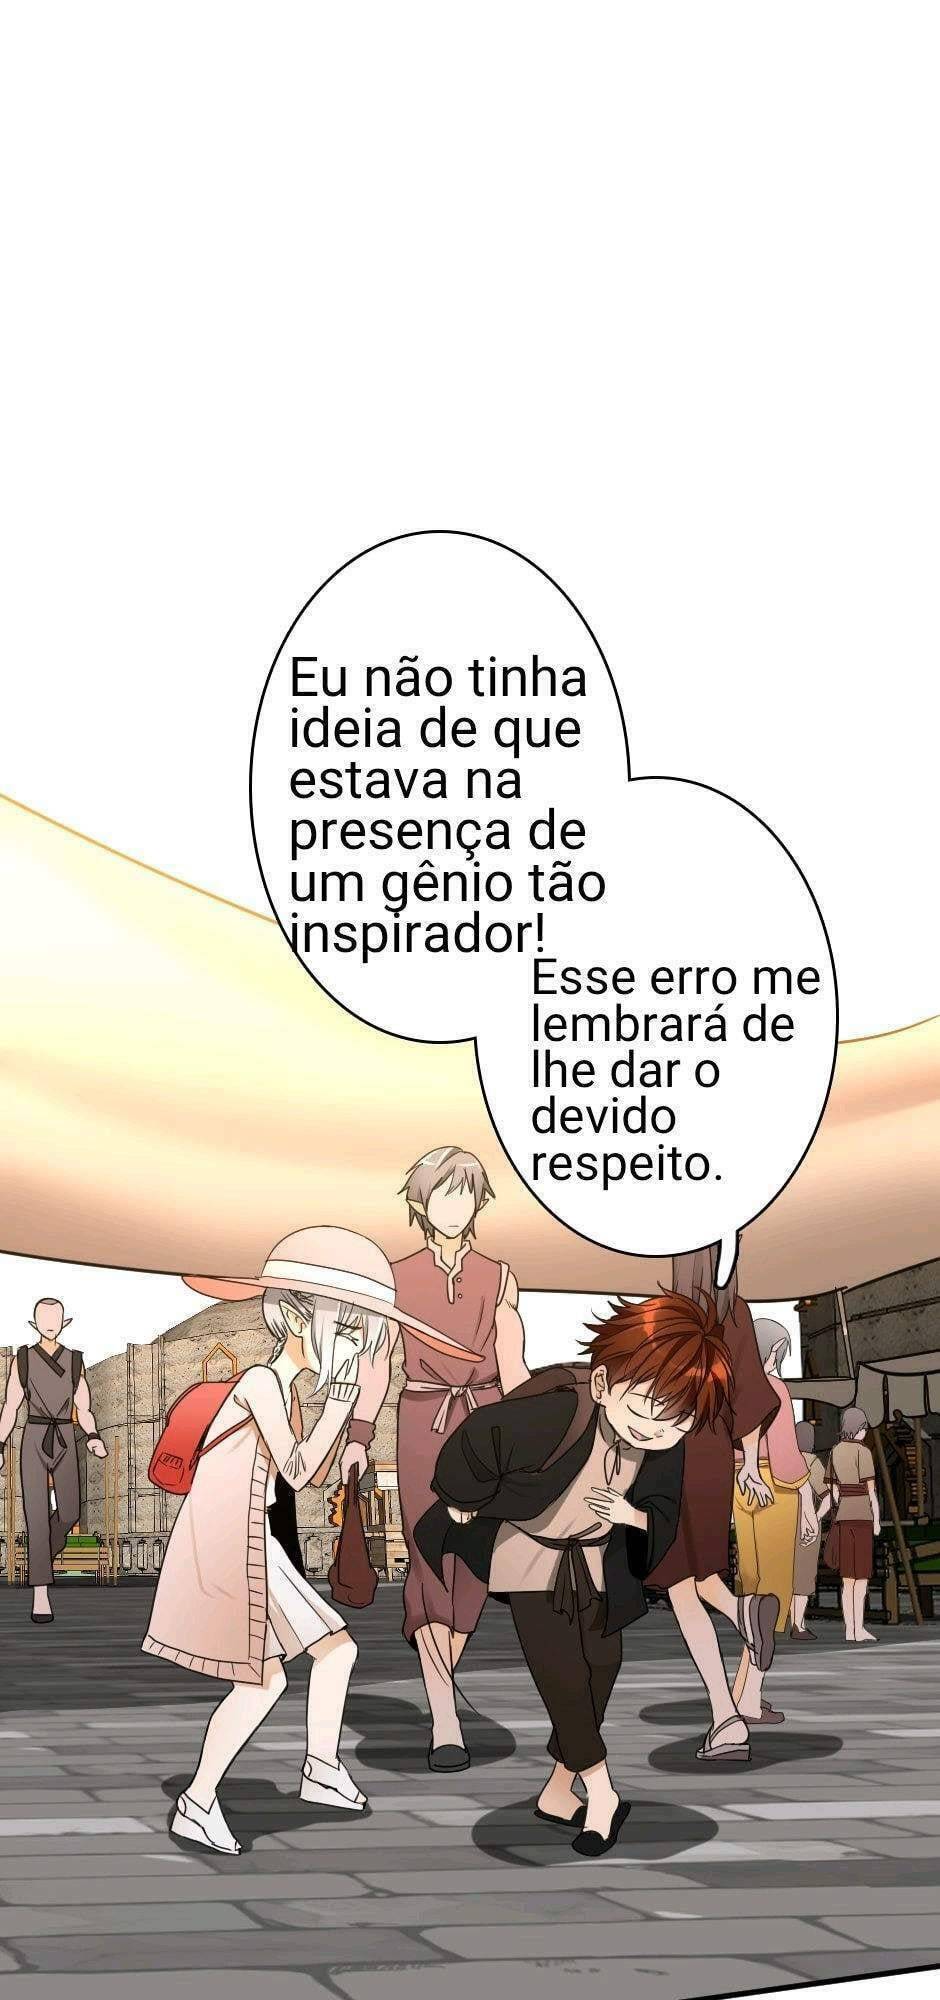 Eu não tinha
ideia de que
estava na
presença de
um gênio tão
inspirador!
Esse erro me
lembrará de
lhe dar o
devido
respeito.